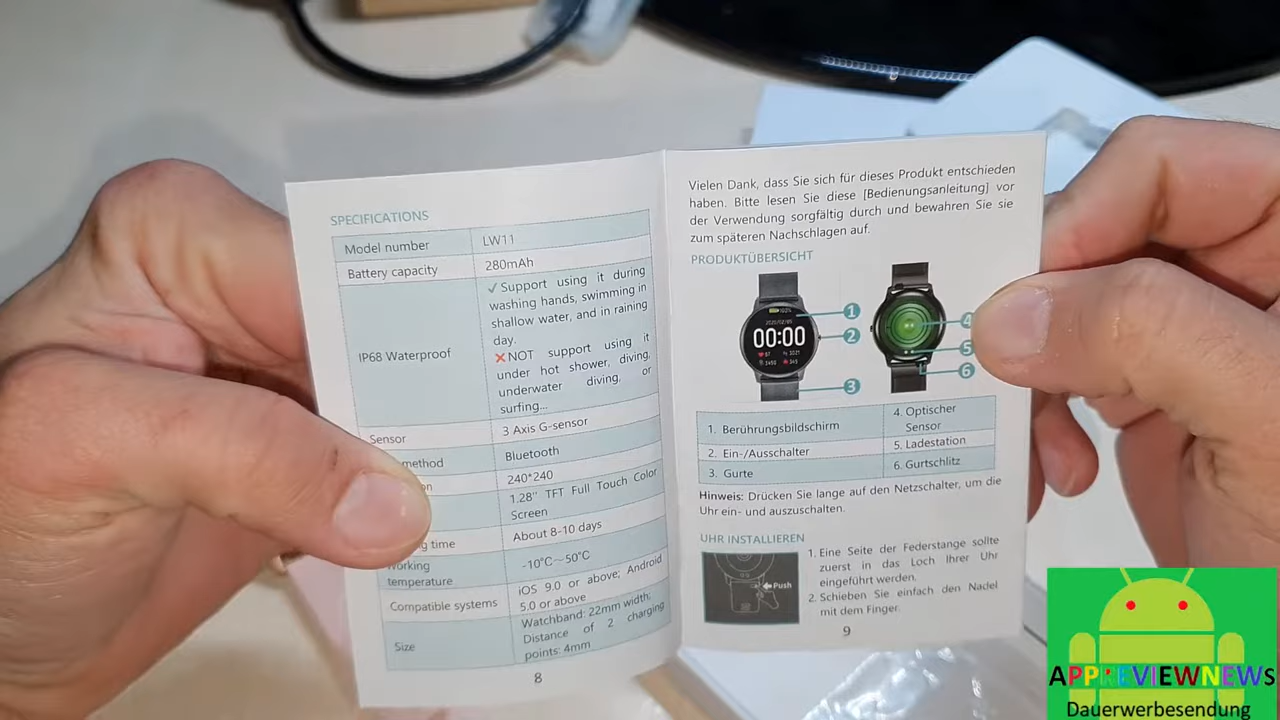 SPECIFICATIONS
Model number LW11
Battery capacity 280mAh
IP68 Waterproof
✓ Support using it during
washing hands, swimming in
shallow water, and in raining
day.
❌NOT support using it
under hot shower, diving,
underwater diving, or
surfing...
Sensor 3 Axis G-sensor
method Bluetooth
240*240
1.28'' TFT Full Touch Color
Screen
time About 8-10 days
Working
temperature
-10°C~50°C
Compatible systems
iOS 9.0 or above; Android
5.0 or above
Size
Watchband: 22mm width;
Distance of 2 charging
points: 4mm
8
Vielen Dank, dass Sie sich für dieses Produkt entschieden
haben. Bitte lesen Sie diese [Bedienungsanleitung] vor
der Verwendung sorgfältig durch und bewahren Sie sie
zum späteren Nachschlagen auf.
PRODUKTÜBERSICHT
00:00
1
2
3
4
5
6
1. Berührungsbildschirm
2. Ein-/Ausschalter
3. Gurte
4. Optischer
Sensor
5. Ladestation
6. Gurtschlitz
Hinweis: Drücken Sie lange auf den Netzschalter, um die
Uhr ein- und auszuschalten.
UHR INSTALLIEREN
Push
1. Eine Seite der Federstange sollte
zuerst in das Loch Ihrer Uhr
eingeführt werden.
2. Schieben Sie einfach den Nadel
mit dem Finger.
9
APPREVIEWNEWs
Dauerwerbesendung